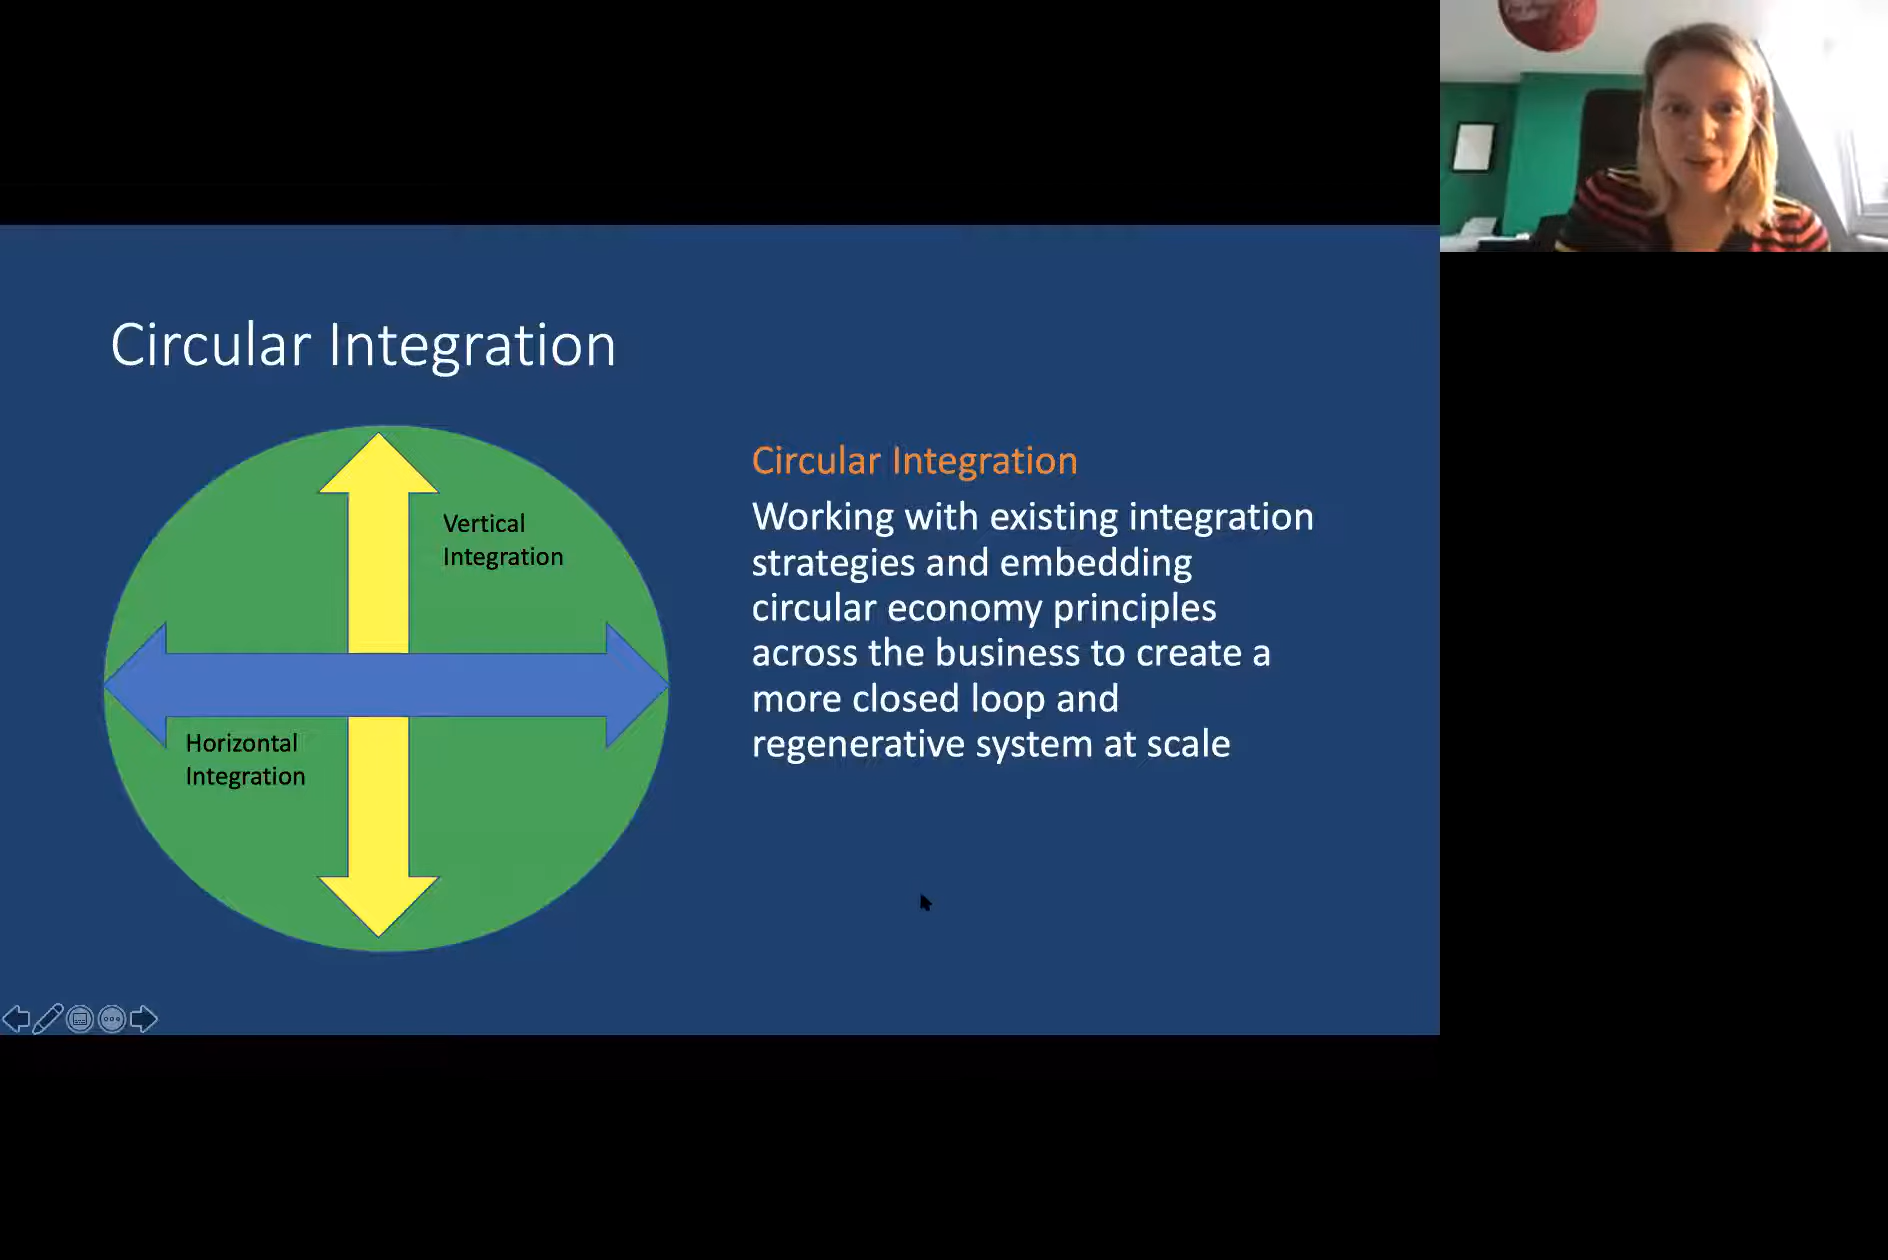 Circular Integration
Vertical
Integration
Horizontal
Integration
Circular Integration
Working with existing integration
strategies and embedding
circular economy principles
across the business to create a
more closed loop and
regenerative system at scale